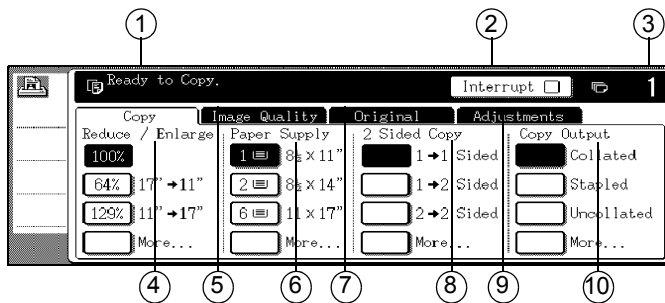 1 2 3
Ready to Copy. Interrupt 1
Copy Image Quality Original Adjustments
Reduce / Enlarge Paper Supply 2 Sided Copy Copy Output
100% 1 8½ X 11" 1 → 1 Sided Collated
64% 17" → 11" 2 8½ X 14" 1 → 2 Sided Stapled
129% 11" → 17" 6 11 X 17" 2 → 2 Sided Uncollated
More... More... More... More...
4 5 6 7 8 9 10